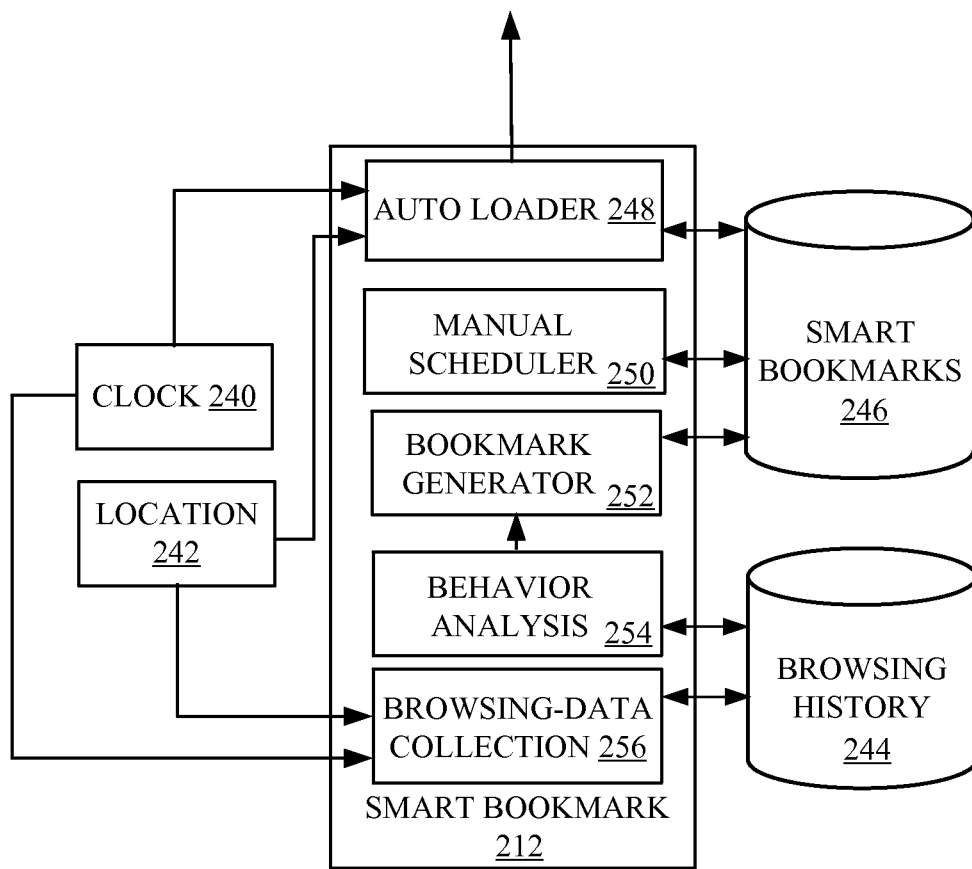 AUTO LOADER 248
MANUAL
SCHEDULER 250
SMART
BOOKMARKS
246
CLOCK 240
BOOKMARK
GENERATOR 252
LOCATION
242
BEHAVIOR
ANALYSIS 254
BROWSING
HISTORY
244
BROWSING-DATA
COLLECTION 256
SMART BOOKMARK
212